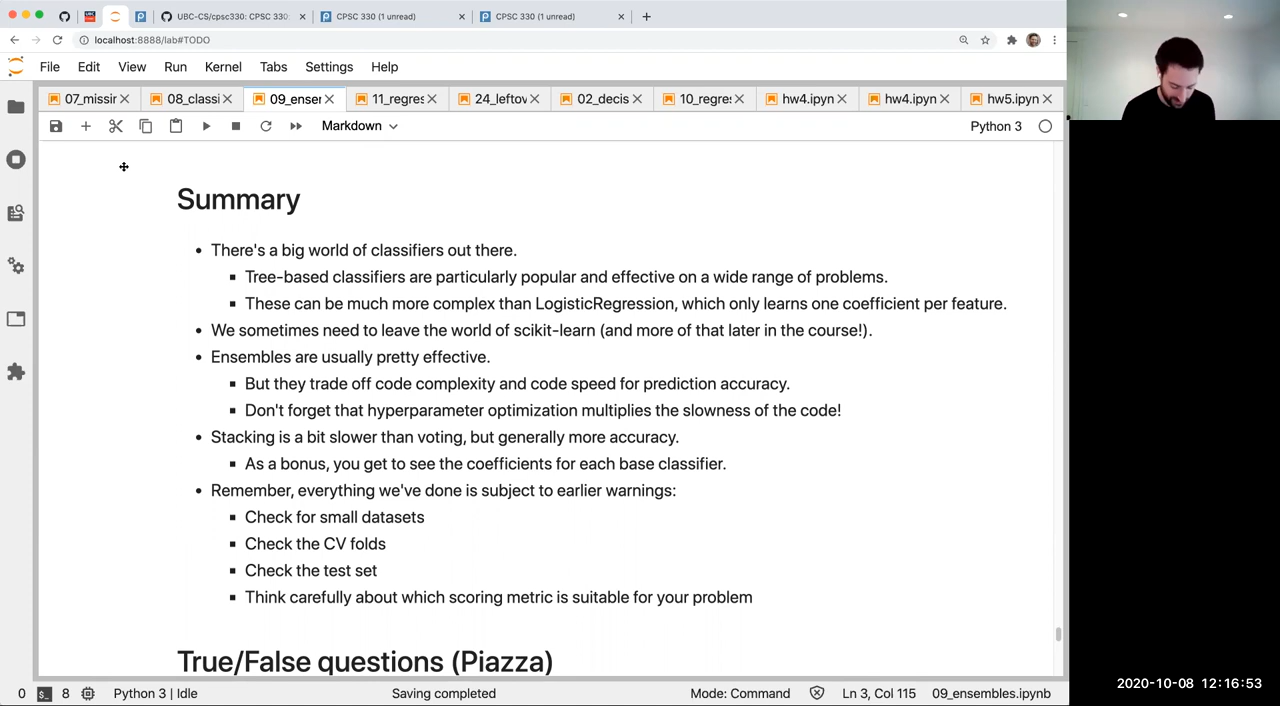 UBC-CS/cpsc330: CPSC 330: × CPSC 330 (1 unread) × CPSC 330 (1 unread) × +
localhost:8888/lab#TODO
File Edit View Run Kernel Tabs Settings Help
07_missir × 08_classi × 09_enser × 11_regres × 24_leftov × 02_decis × 10_regre: × hw4.ipyn × hw4.ipyn × hw5.ipyn ×
Markdown Python 3
Summary
• There's a big world of classifiers out there.
▪ Tree-based classifiers are particularly popular and effective on a wide range of problems.
▪ These can be much more complex than LogisticRegression, which only learns one coefficient per feature.
• We sometimes need to leave the world of scikit-learn (and more of that later in the course!).
• Ensembles are usually pretty effective.
▪ But they trade off code complexity and code speed for prediction accuracy.
▪ Don't forget that hyperparameter optimization multiplies the slowness of the code!
• Stacking is a bit slower than voting, but generally more accuracy.
▪ As a bonus, you get to see the coefficients for each base classifier.
• Remember, everything we've done is subject to earlier warnings:
▪ Check for small datasets
▪ Check the CV folds
▪ Check the test set
▪ Think carefully about which scoring metric is suitable for your problem
True/False questions (Piazza)
0 8 Python 3 | Idle Saving completed Mode: Command Ln 3, Col 115 09_ensembles.ipynb
2020-10-08 12:16:53